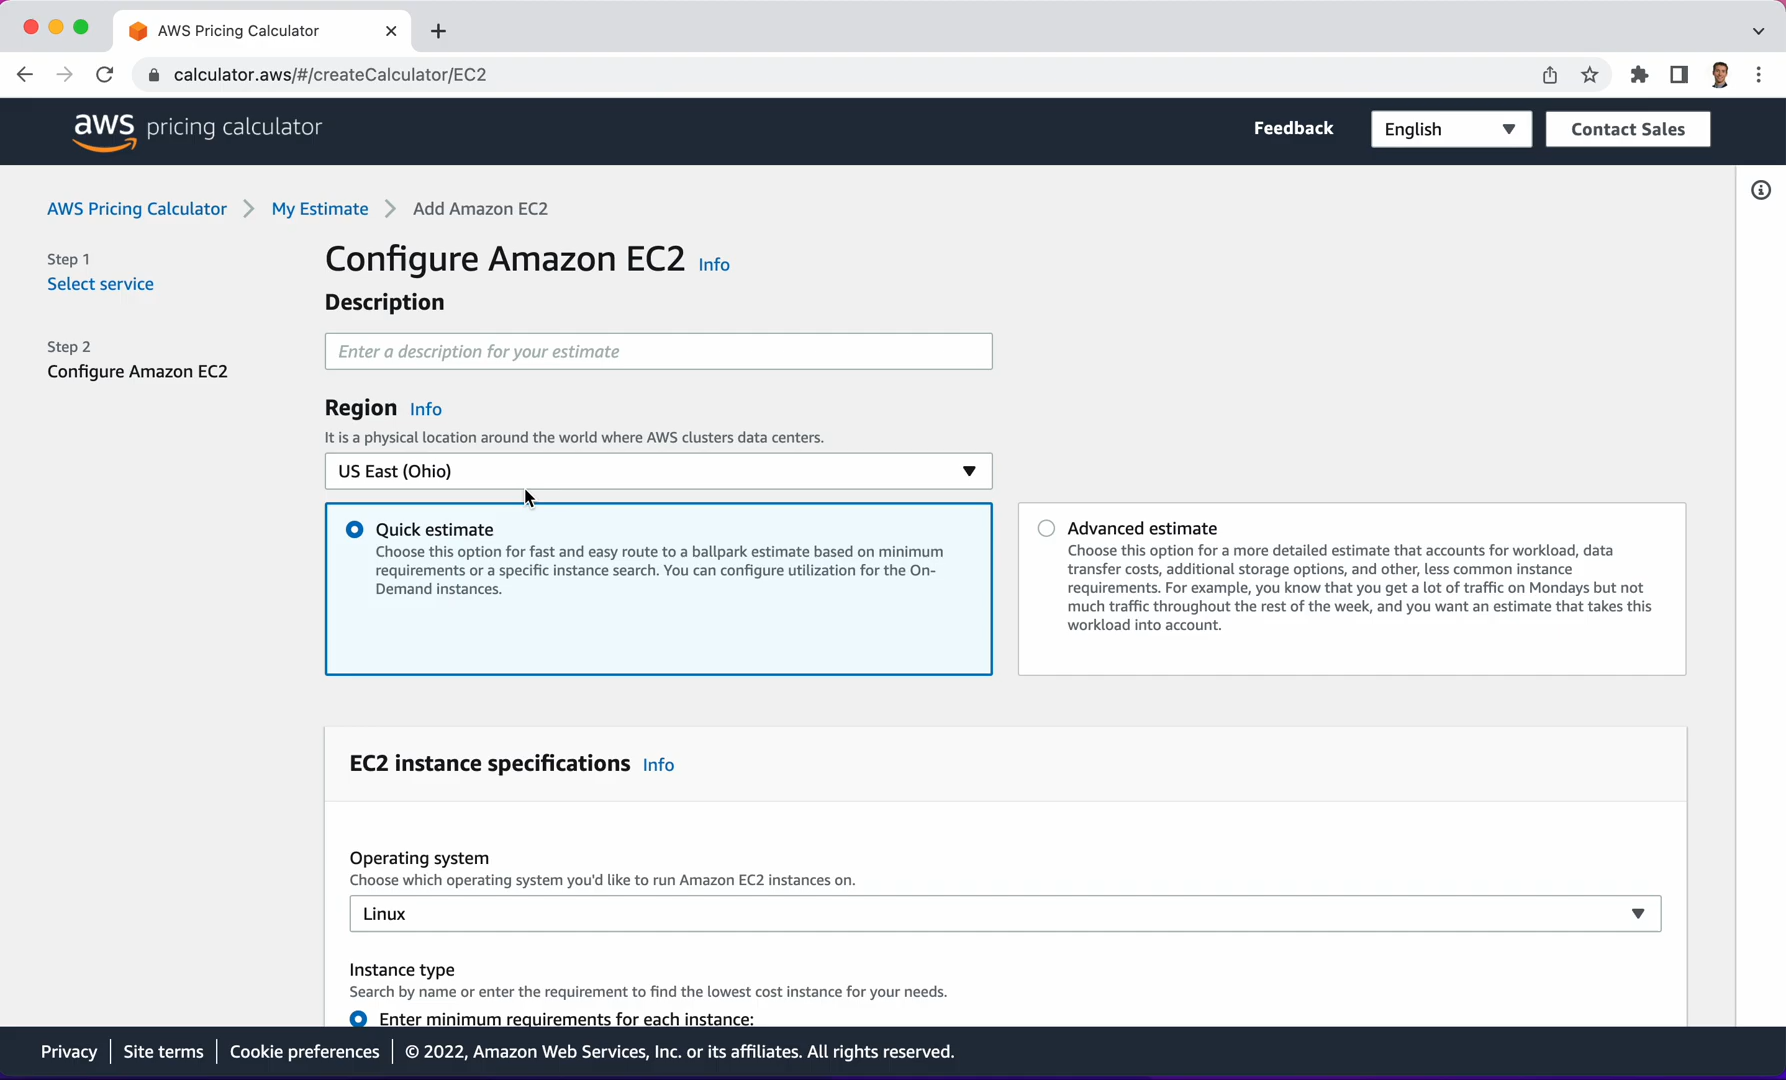 AWS Pricing Calculator
calculator.aws/#/createCalculator/EC2
aws pricing calculator
Feedback
English
Contact Sales
AWS Pricing Calculator
My Estimate
Add Amazon EC2
Step 1
Select service
Step 2
Configure Amazon EC2
Configure Amazon EC2 Info
Description
Enter a description for your estimate
Region Info
It is a physical location around the world where AWS clusters data centers.
US East (Ohio)
Quick estimate
Choose this option for fast and easy route to a ballpark estimate based on minimum
requirements or a specific instance search. You can configure utilization for the On-
Demand instances.
Advanced estimate
Choose this option for a more detailed estimate that accounts for workload, data
transfer costs, additional storage options, and other, less common instance
requirements. For example, you know that you get a lot of traffic on Mondays but not
much traffic throughout the rest of the week, and you want an estimate that takes this
workload into account.
EC2 instance specifications Info
Operating system
Choose which operating system you'd like to run Amazon EC2 instances on.
Linux
Instance type
Search by name or enter the requirement to find the lowest cost instance for your needs.
Enter minimum requirements for each instance:
Privacy
Site terms
Cookie preferences
© 2022, Amazon Web Services, Inc. or its affiliates. All rights reserved.